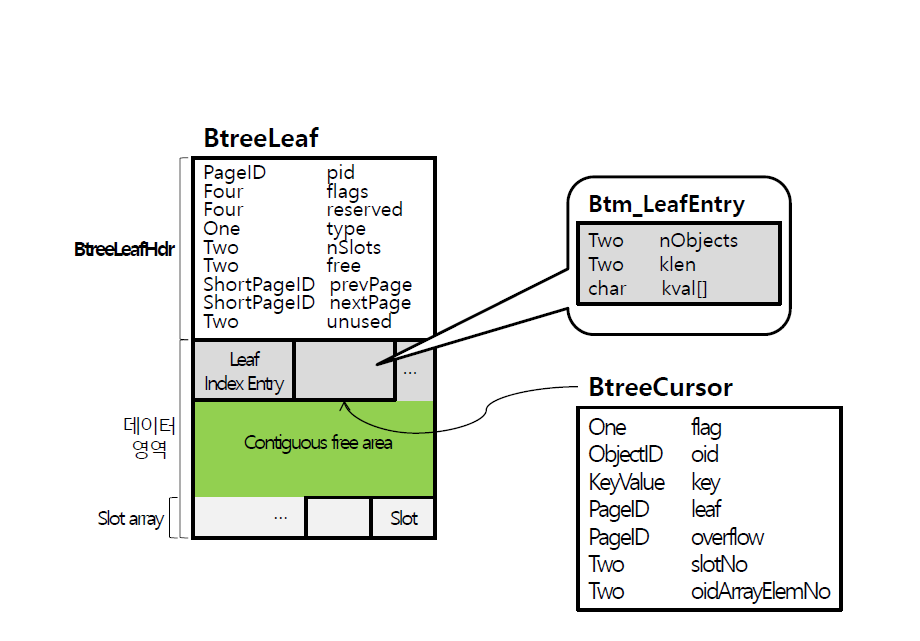 BtreeLeaf
PageID pid
Four flags
Four reserved
One type
Two nSlots
Two free
ShortPageID prevPage
ShortPageID nextPage
Two unused
BtreeLeafHdr
Btm_LeafEntry
Two nObjects
Two klen
char kval[]
Leaf
Index Entry
...
BtreeCursor
One flag
ObjectID oid
KeyValue key
PageID leaf
PageID overflow
Two slotNo
Two oidArrayElemNo
데이터
영역
Contiguous free area
Slot array
...
Slot